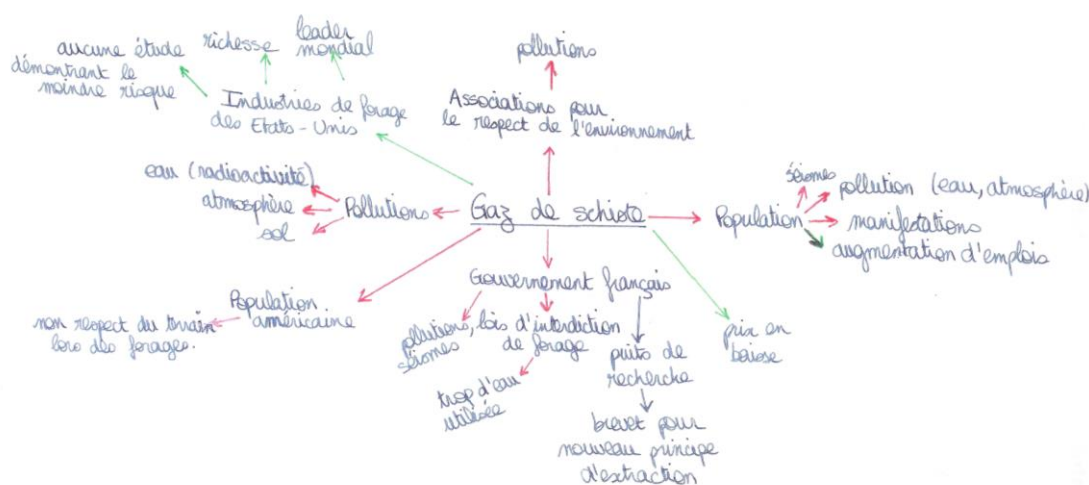 leader
mondial
richesse
aucune étude
démontrant le
moindre risque
Industries de forage
des Etats-Unis
pollutions
Associations pour
le respect de l'environnement
eau (radioactivité)
atmosphère
sol
Pollutions
Gaz de schiste
Population
séismes
pollution (eau, atmosphère)
manifestations
augmentation d'emplois
Population
américaine
non respect du terrain
lors des forages.
Gouvernement français
pollutions,
séismes
lois d'interdiction
de forage
trop d'eau
utilisée
puits de
recherche
brevet pour
nouveau principe
d'extraction
prix en
baisse